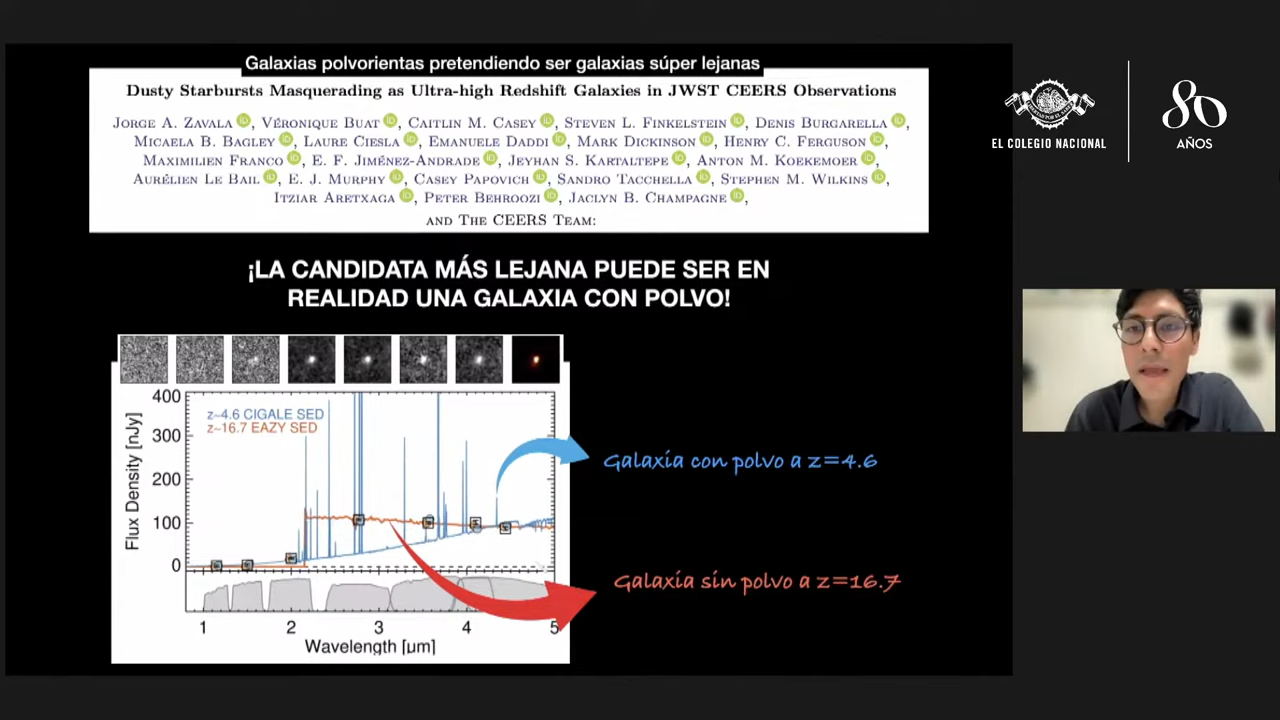 Galaxias polvorientas pretendiendo ser galaxias súper lejanas
Dusty Starbursts Masquerading as Ultra-high Redshift Galaxies in JWST CEERS Observations
Jorge A. Zavala, Véronique Buat, Caitlin M. Casey, Steven L. Finkelstein, Denis Burgarella,
Micaela B. Bagley, Laure Ciesla, Emanuele Daddi, Mark Dickinson, Henry C. Ferguson,
Maximilien Franco, E. F. Jiménez-Andrade, Jeyhan S. Kartaltepe, Anton M. Koekemoer,
Aurélien Le Bail, E. J. Murphy, Casey Papovich, Sandro Tacchella, Stephen M. Wilkins,
Itziar Aretxaga, Peter Behroozi, Jaclyn B. Champagne,
and The CEERS Team:
EL COLEGIO NACIONAL
80
AÑOS
¡LA CANDIDATA MÁS LEJANA PUEDE SER EN
REALIDAD UNA GALAXIA CON POLVO!
400
300
200
100
0
Flux Density [nJy]
z~4.6 CIGALE SED
z~16.7 EAZY SED
1 2 3 4 5
Wavelength [μm]
Galaxia con polvo a z=4.6
Galaxia sin polvo a z=16.7